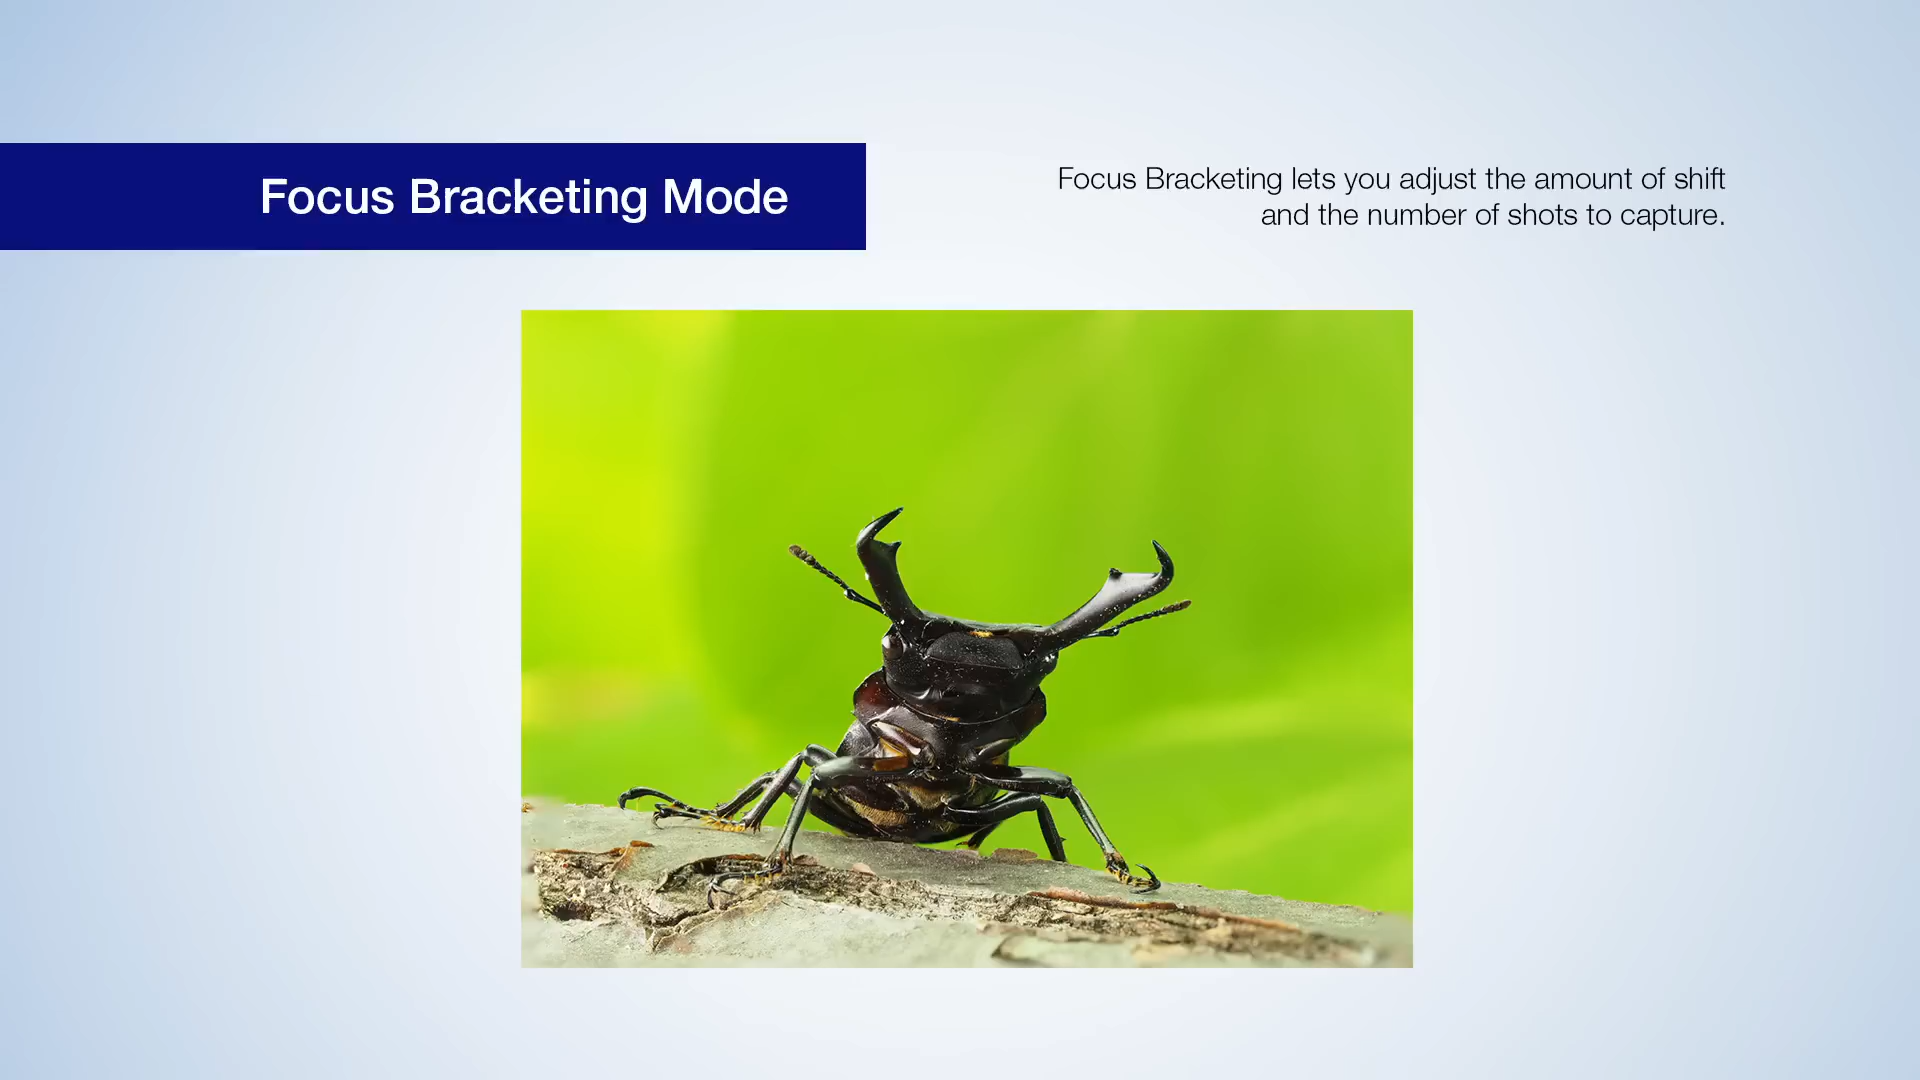 Focus Bracketing Mode
Focus Bracketing lets you adjust the amount of shift
and the number of shots to capture.